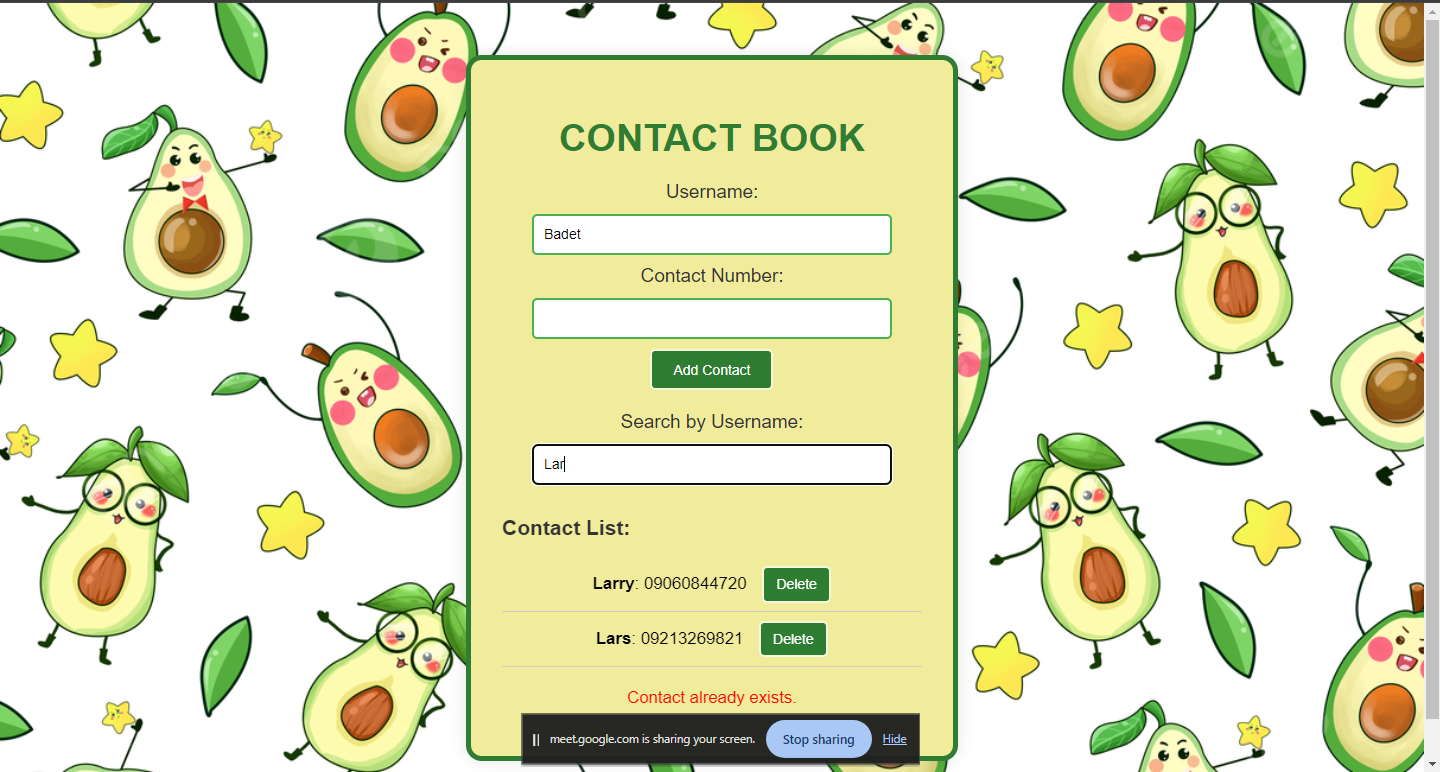 CONTACT BOOK
Username:
Badet
Contact Number:
Add Contact
Search by Username:
Lar
Contact List:
Larry: 09060844720 Delete
Lars: 09213269821 Delete
Contact already exists.
meet.google.com is sharing your screen. Stop sharing Hide